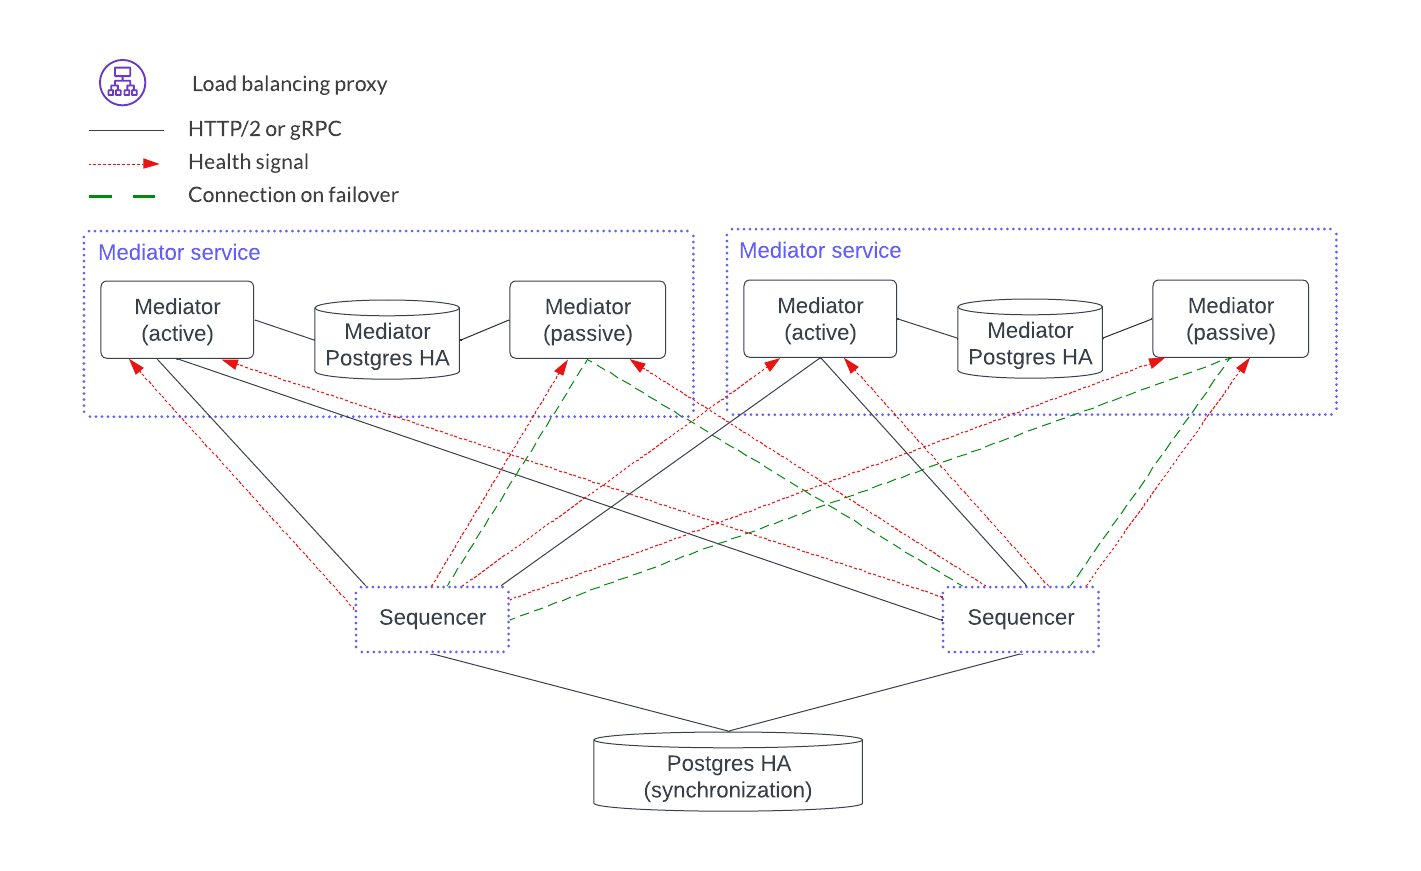 Load balancing proxy
HTTP/2 or gRPC
Health signal
Connection on failover
Mediator service
Mediator
(active)
Mediator
Postgres HA
Mediator
(passive)
Mediator service
Mediator
(active)
Mediator
Postgres HA
Mediator
(passive)
Sequencer
Sequencer
Postgres HA
(synchronization)